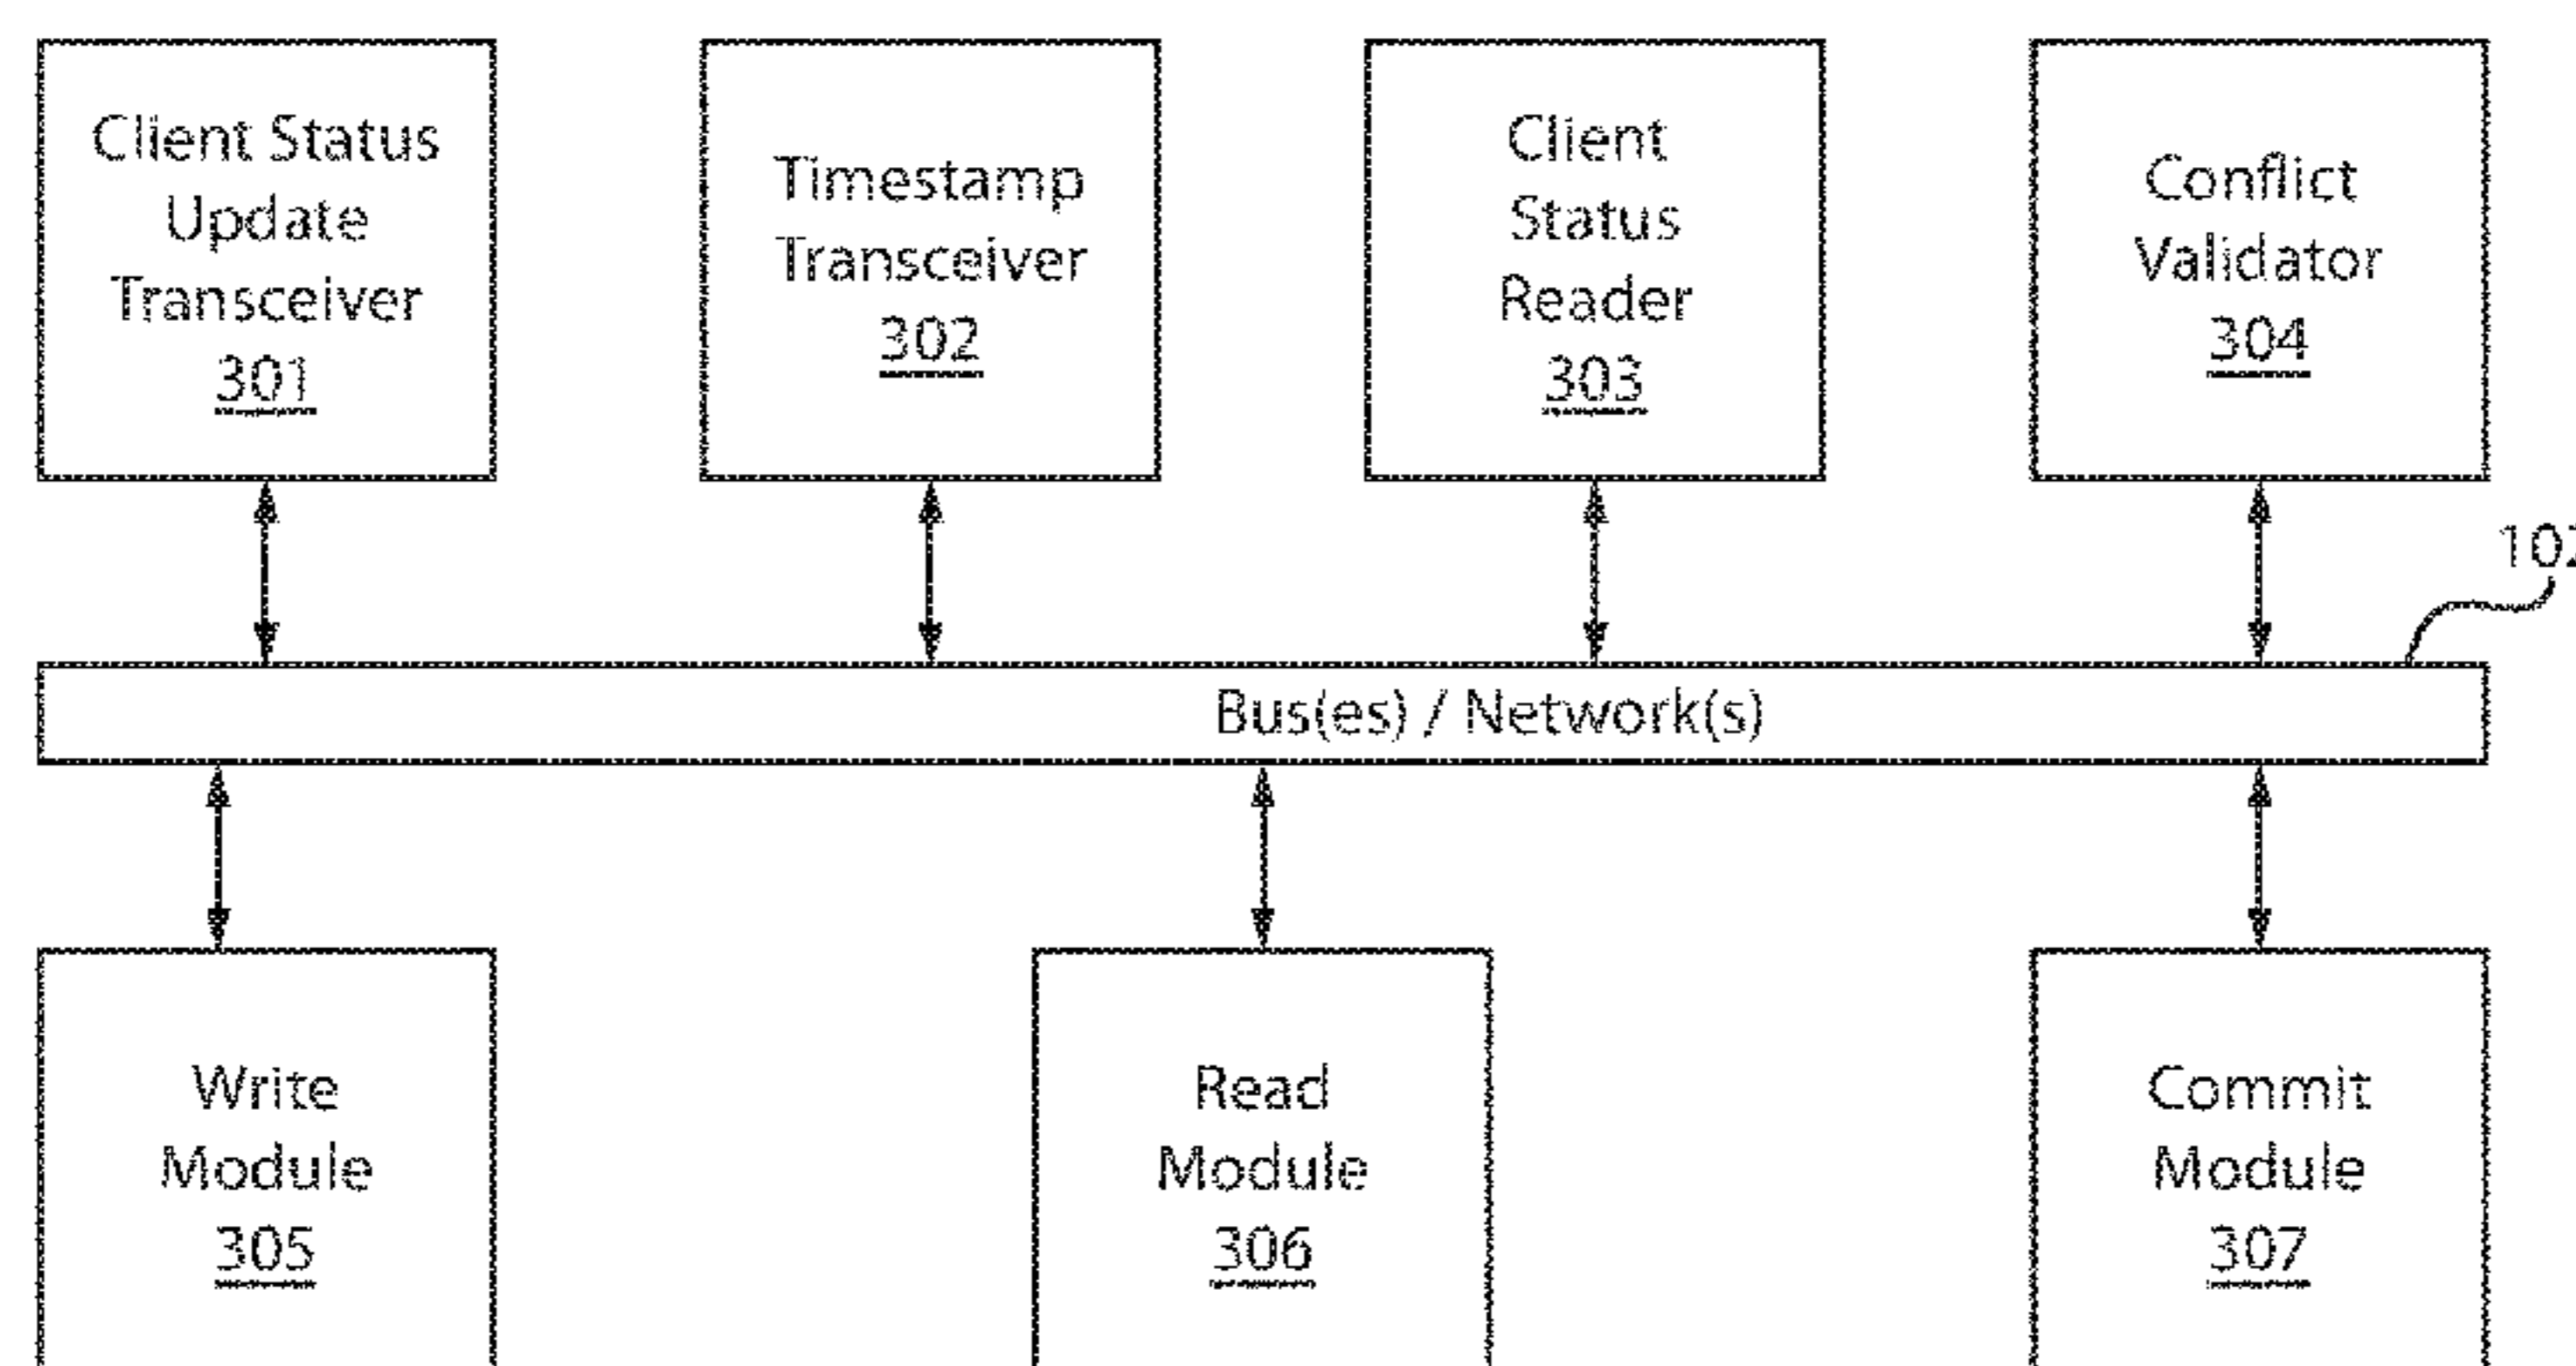 Client Status
Update
Transceiver
301
Timestamp
Transceiver
302
Client
Status
Reader
303
Conflict
Validator
304
102
Bus(es) / Network(s)
Write
Module
305
Read
Module
306
Commit
Module
307